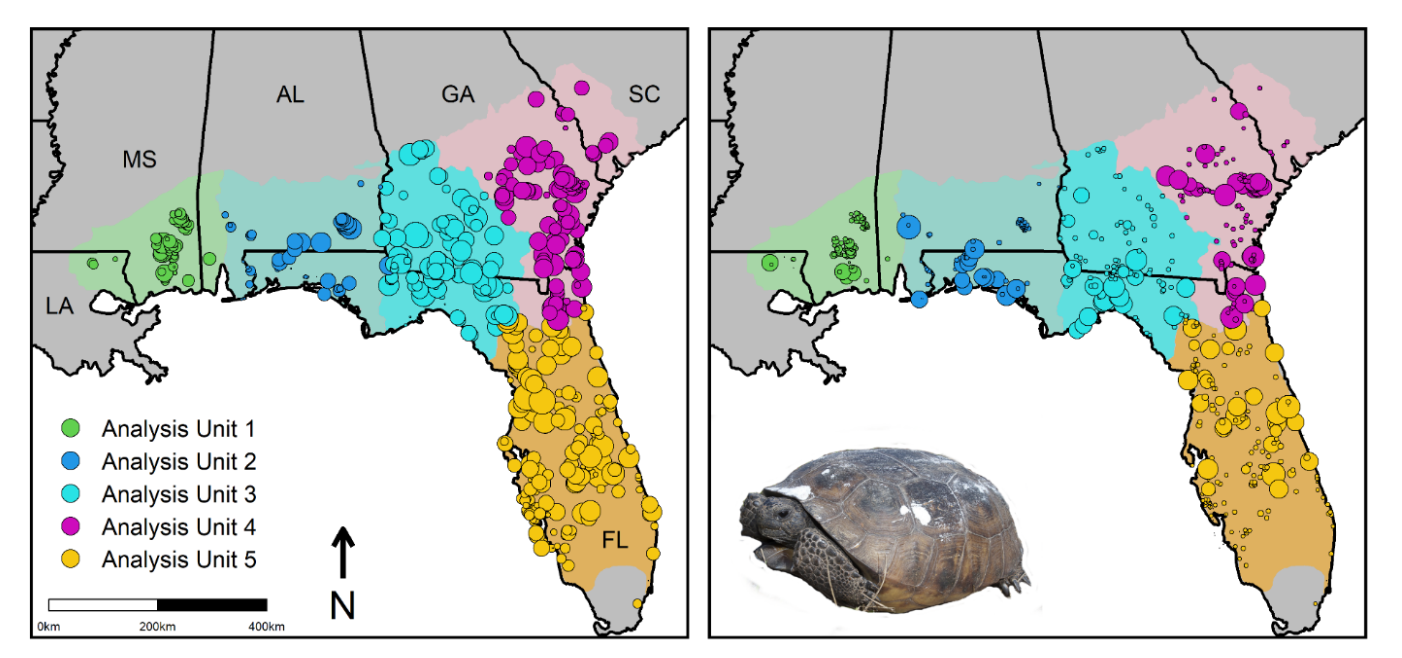 AL
GA
SC
MS
LA
Analysis Unit 1
Analysis Unit 2
Analysis Unit 3
Analysis Unit 4
Analysis Unit 5
FL
N
0km 200km 400km